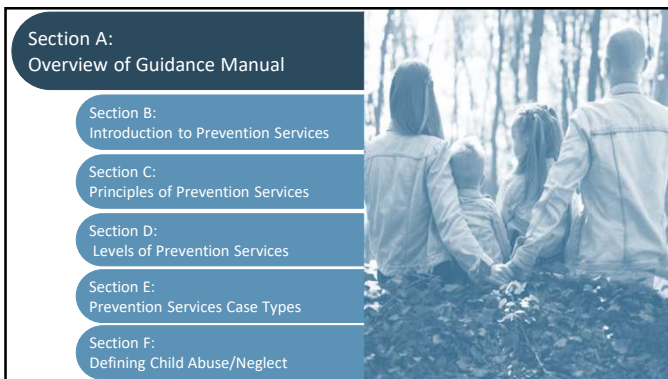 Section A:
Overview of Guidance Manual
Section B:
Introduction to Prevention Services
Section C:
Principles of Prevention Services
Section D:
Levels of Prevention Services
Section E:
Prevention Services Case Types
Section F:
Defining Child Abuse/Neglect